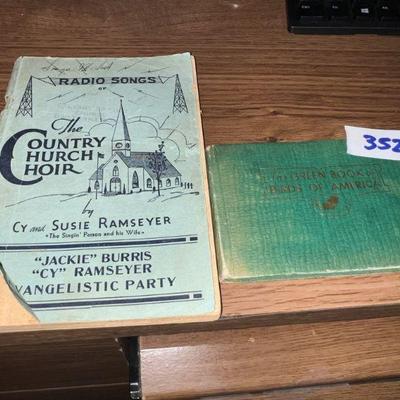 RADIO SONGS
OF
The
COUNTRY
CHURCH
CHOIR
by
CY and SUSIE RAMSEYER
"The Singin' Parson and his Wife"
"JACKIE" BURRIS
"CY" RAMSEYER
VANGELISTIC PARTY
GREEN BOOK
BIRDS OF AMERICA
352